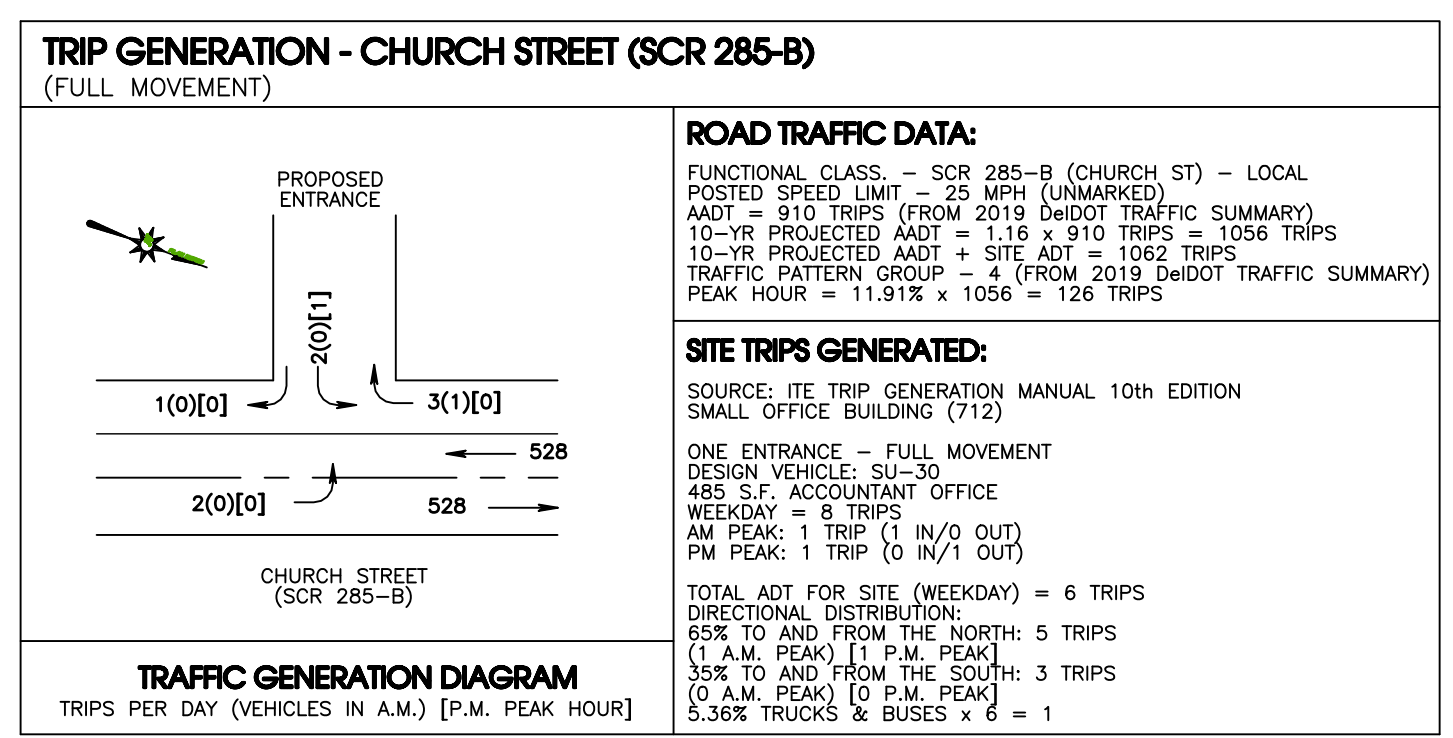 TRIP GENERATION - CHURCH STREET (SCR 285-B)
(FULL MOVEMENT)
PROPOSED
ENTRANCE
2(0)[1]
1(0)[0]
3(1)[0]
528
2(0)[0]
528
CHURCH STREET
(SCR 285-B)
TRAFFIC GENERATION DIAGRAM
TRIPS PER DAY (VEHICLES IN A.M.) [P.M. PEAK HOUR]
ROAD TRAFFIC DATA:
FUNCTIONAL CLASS. - SCR 285-B (CHURCH ST) - LOCAL
POSTED SPEED LIMIT - 25 MPH (UNMARKED)
AADT = 910 TRIPS (FROM 2019 DelDOT TRAFFIC SUMMARY)
10-YR PROJECTED AADT = 1.16 x 910 TRIPS = 1056 TRIPS
10-YR PROJECTED AADT + SITE ADT = 1062 TRIPS
TRAFFIC PATTERN GROUP - 4 (FROM 2019 DelDOT TRAFFIC SUMMARY)
PEAK HOUR = 11.91% x 1056 = 126 TRIPS
SITE TRIPS GENERATED:
SOURCE: ITE TRIP GENERATION MANUAL 10th EDITION
SMALL OFFICE BUILDING (712)
ONE ENTRANCE - FULL MOVEMENT
DESIGN VEHICLE: SU-30
485 S.F. ACCOUNTANT OFFICE
WEEKDAY = 8 TRIPS
AM PEAK: 1 TRIP (1 IN/0 OUT)
PM PEAK: 1 TRIP (0 IN/1 OUT)
TOTAL ADT FOR SITE (WEEKDAY) = 6 TRIPS
DIRECTIONAL DISTRIBUTION:
65% TO AND FROM THE NORTH: 5 TRIPS
(1 A.M. PEAK) [1 P.M. PEAK]
35% TO AND FROM THE SOUTH: 3 TRIPS
(0 A.M. PEAK) [0 P.M. PEAK]
5.36% TRUCKS & BUSES x 6 = 1